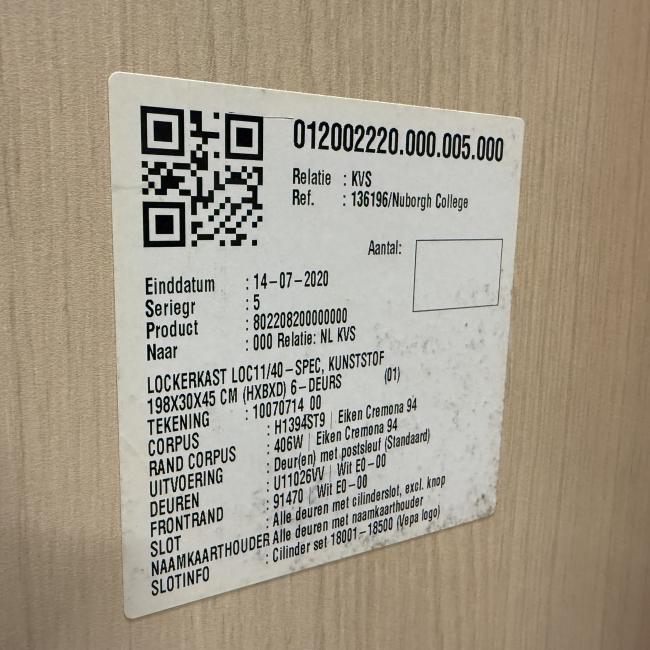 012002220.000.005.000
Relatie : KVS
Ref. : 136196/Nuborgh College
Aantal:
Einddatum : 14-07-2020
Seriegr : 5
Product : 802208200000000
Naar : 000 Relatie: NL KVS
LOCKERKAST LOC11/40-SPEC, KUNSTSTOF
198X30X45 CM (HXBXD) 6-DEURS (01)
TEKENING : 10070714 00
CORPUS : H1394ST9 | Eiken Cremona 94
RAND CORPUS : 406W | Eiken Cremona 94
UITVOERING : Deur(en) met postsleuf (Standaard)
DEUREN : U11026VV | Wit E0-00
FRONTRAND : 91470 | Wit E0-00
SLOT : Alle deuren met cilinderslot, excl. knop
NAAMKAARTHOUDER Alle deuren met naamkaarthouder
SLOTINFO : Cilinder set 18001-18500 (Vepa logo)